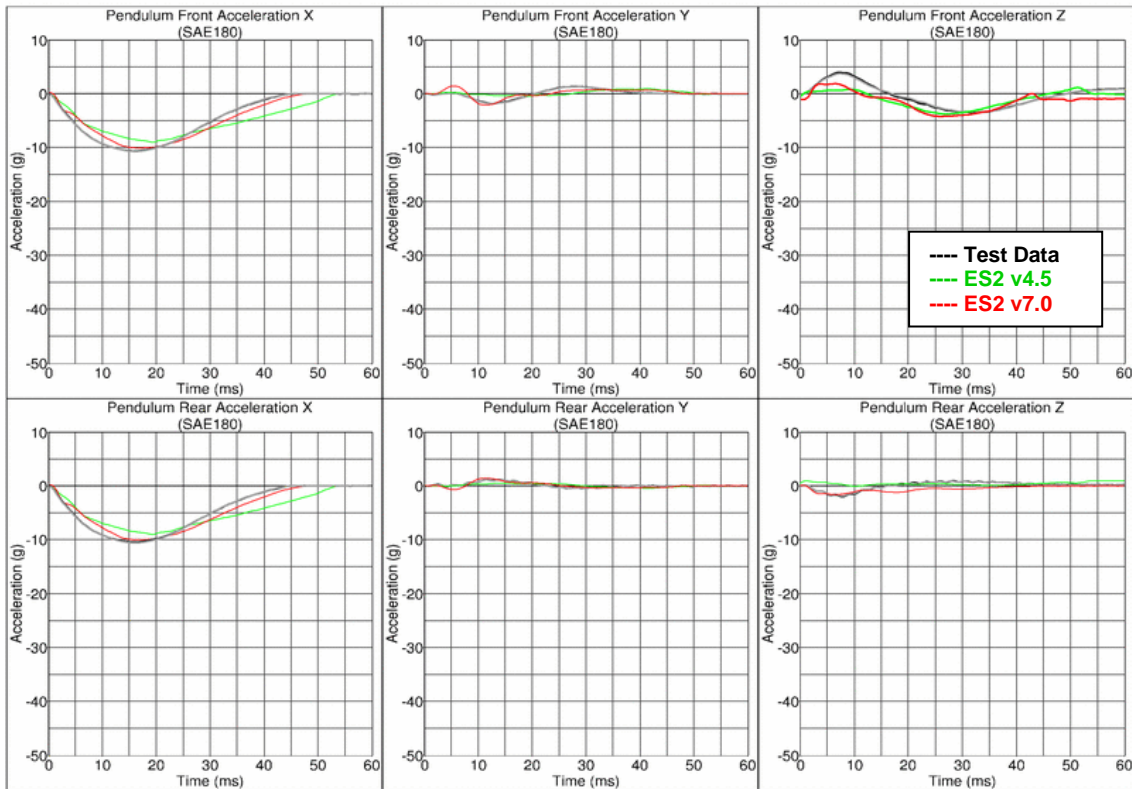 Pendulum Front Acceleration X
(SAE180)
Acceleration (g)
10
0
-10
-20
-30
-40
-50
0 10 20 30 40 50 60
Time (ms)
Pendulum Front Acceleration Y
(SAE180)
Acceleration (g)
10
0
-10
-20
-30
-40
-50
0 10 20 30 40 50 60
Time (ms)
Pendulum Front Acceleration Z
(SAE180)
Acceleration (g)
10
0
-10
-20
-30
-40
-50
0 10 20 30 40 50 60
Time (ms)
---- Test Data
---- ES2 v4.5
---- ES2 v7.0
Pendulum Rear Acceleration X
(SAE180)
Acceleration (g)
10
0
-10
-20
-30
-40
-50
0 10 20 30 40 50 60
Time (ms)
Pendulum Rear Acceleration Y
(SAE180)
Acceleration (g)
10
0
-10
-20
-30
-40
-50
0 10 20 30 40 50 60
Time (ms)
Pendulum Rear Acceleration Z
(SAE180)
Acceleration (g)
10
0
-10
-20
-30
-40
-50
0 10 20 30 40 50 60
Time (ms)